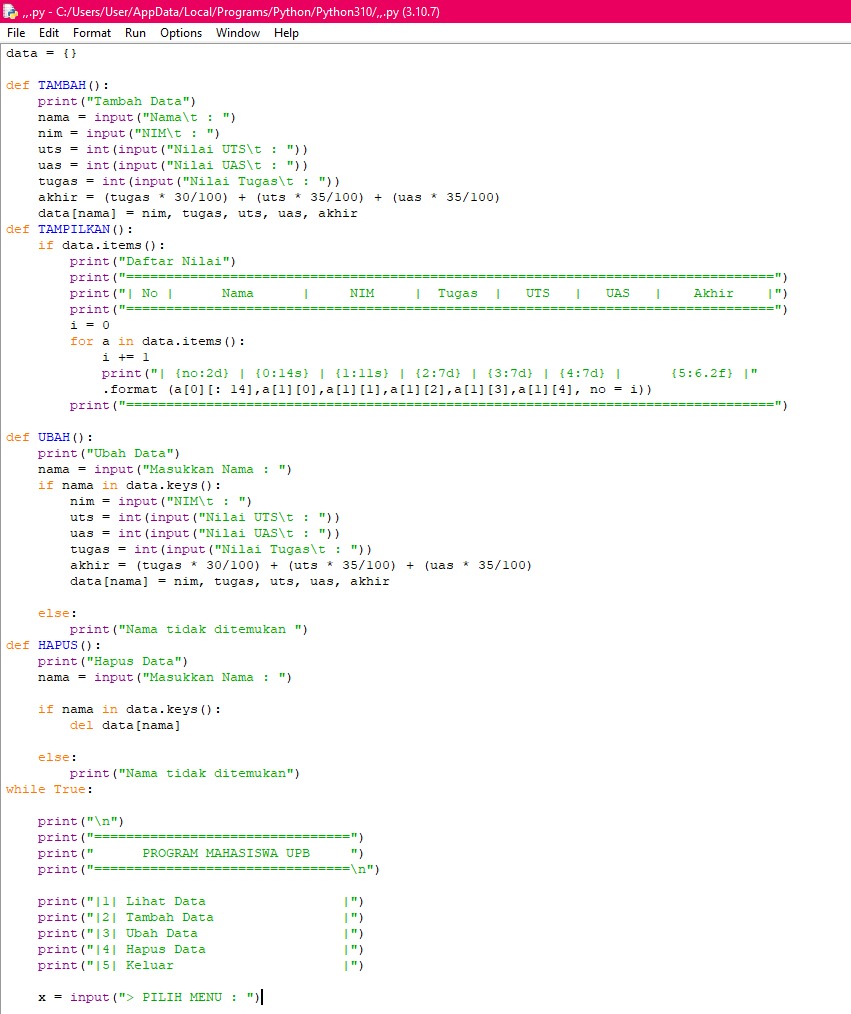 ,,.py - C:/Users/User/AppData/Local/Programs/Python/Python310/,,.py (3.10.7)
File Edit Format Run Options Window Help
data = {}

def TAMBAH():
    print("Tambah Data")
    nama = input("Nama\t : ")
    nim = input("NIM\t : ")
    uts = int(input("Nilai UTS\t : "))
    uas = int(input("Nilai UAS\t : "))
    tugas = int(input("Nilai Tugas\t : "))
    akhir = (tugas * 30/100) + (uts * 35/100) + (uas * 35/100)
    data[nama] = nim, tugas, uts, uas, akhir
def TAMPILKAN():
    if data.items():
        print("Daftar Nilai")
        print("=================================================================================")
        print("| No |      Nama      |     NIM     |  Tugas  |   UTS   |   UAS   |    Akhir    |")
        print("=================================================================================")
        i = 0
        for a in data.items():
            i += 1
            print("| {no:2d} | {0:14s} | {1:11s} | {2:7d} | {3:7d} | {4:7d} |      {5:6.2f} |"
            .format (a[0][: 14],a[1][0],a[1][1],a[1][2],a[1][3],a[1][4], no = i))
        print("=================================================================================")

def UBAH():
    print("Ubah Data")
    nama = input("Masukkan Nama : ")
    if nama in data.keys():
        nim = input("NIM\t : ")
        uts = int(input("Nilai UTS\t : "))
        uas = int(input("Nilai UAS\t : "))
        tugas = int(input("Nilai Tugas\t : "))
        akhir = (tugas * 30/100) + (uts * 35/100) + (uas * 35/100)
        data[nama] = nim, tugas, uts, uas, akhir

    else:
        print("Nama tidak ditemukan ")
def HAPUS():
    print("Hapus Data")
    nama = input("Masukkan Nama : ")

    if nama in data.keys():
        del data[nama]

    else:
        print("Nama tidak ditemukan")
while True:

    print("\n")
    print("================================")
    print("      PROGRAM MAHASISWA UPB     ")
    print("================================\n")

    print("|1| Lihat Data                 |")
    print("|2| Tambah Data                |")
    print("|3| Ubah Data                  |")
    print("|4| Hapus Data                 |")
    print("|5| Keluar                     |")

    x = input("> PILIH MENU : ")